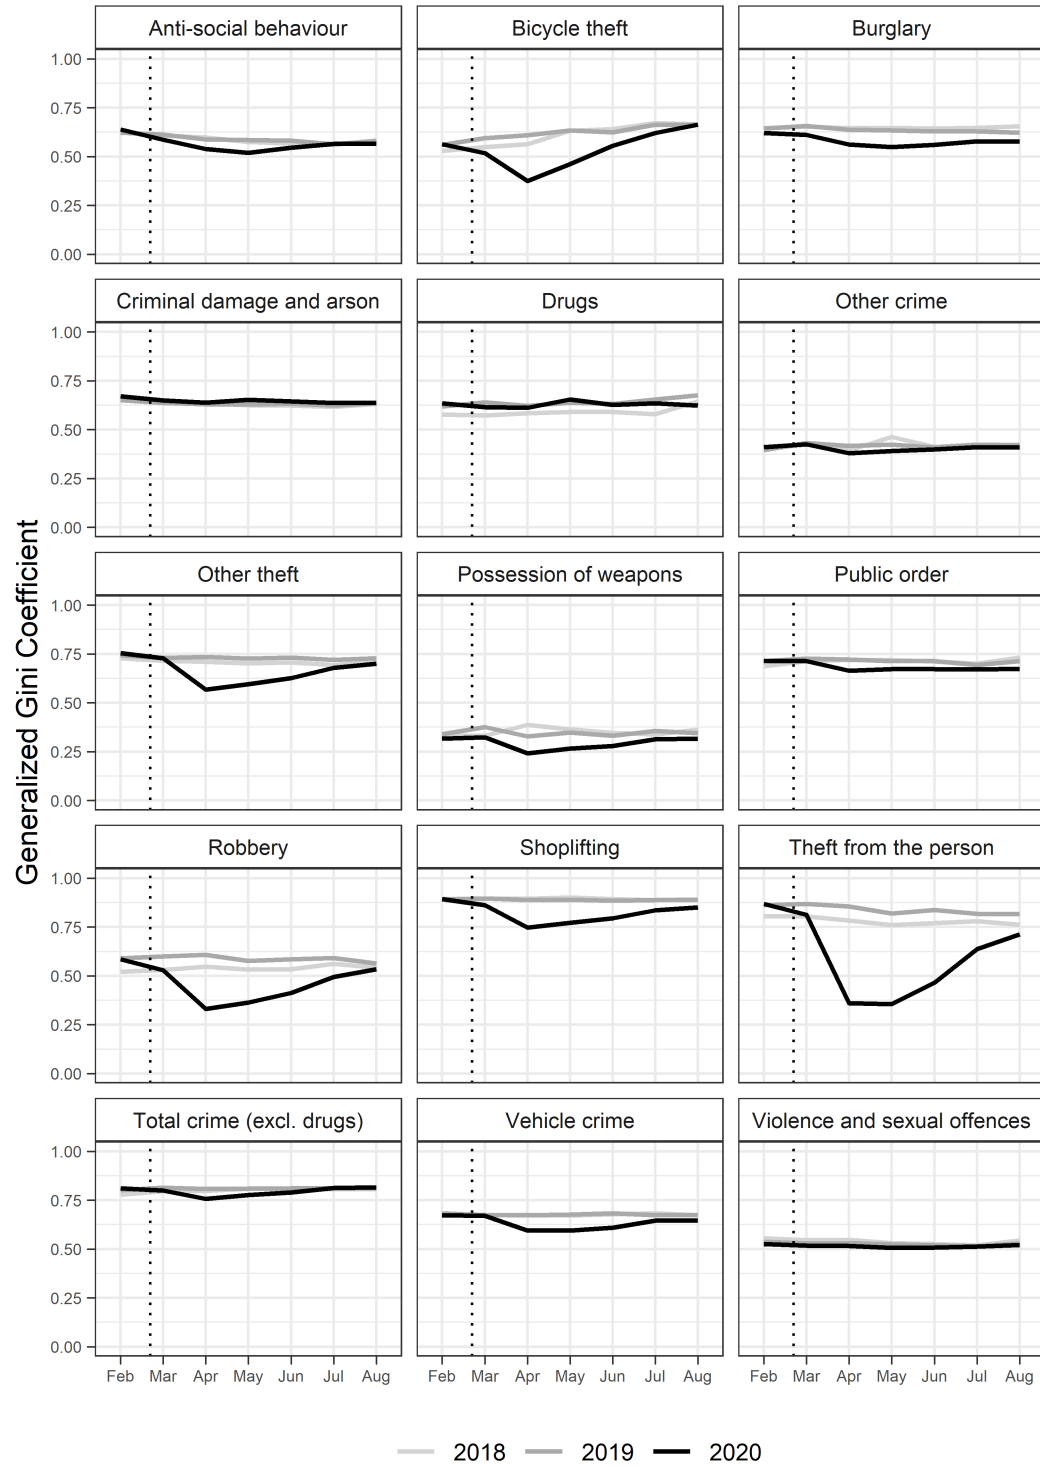 Generalized Gini Coefficient
Anti-social behaviour
Bicycle theft
Burglary
1.00
0.75
0.50
0.25
0.00
Criminal damage and arson
Drugs
Other crime
1.00
0.75
0.50
0.25
0.00
Other theft
Possession of weapons
Public order
1.00
0.75
0.50
0.25
0.00
Robbery
Shoplifting
Theft from the person
1.00
0.75
0.50
0.25
0.00
Total crime (excl. drugs)
Vehicle crime
Violence and sexual offences
1.00
0.75
0.50
0.25
0.00
Feb Mar Apr May Jun Jul Aug
Feb Mar Apr May Jun Jul Aug
Feb Mar Apr May Jun Jul Aug
2018 2019 2020